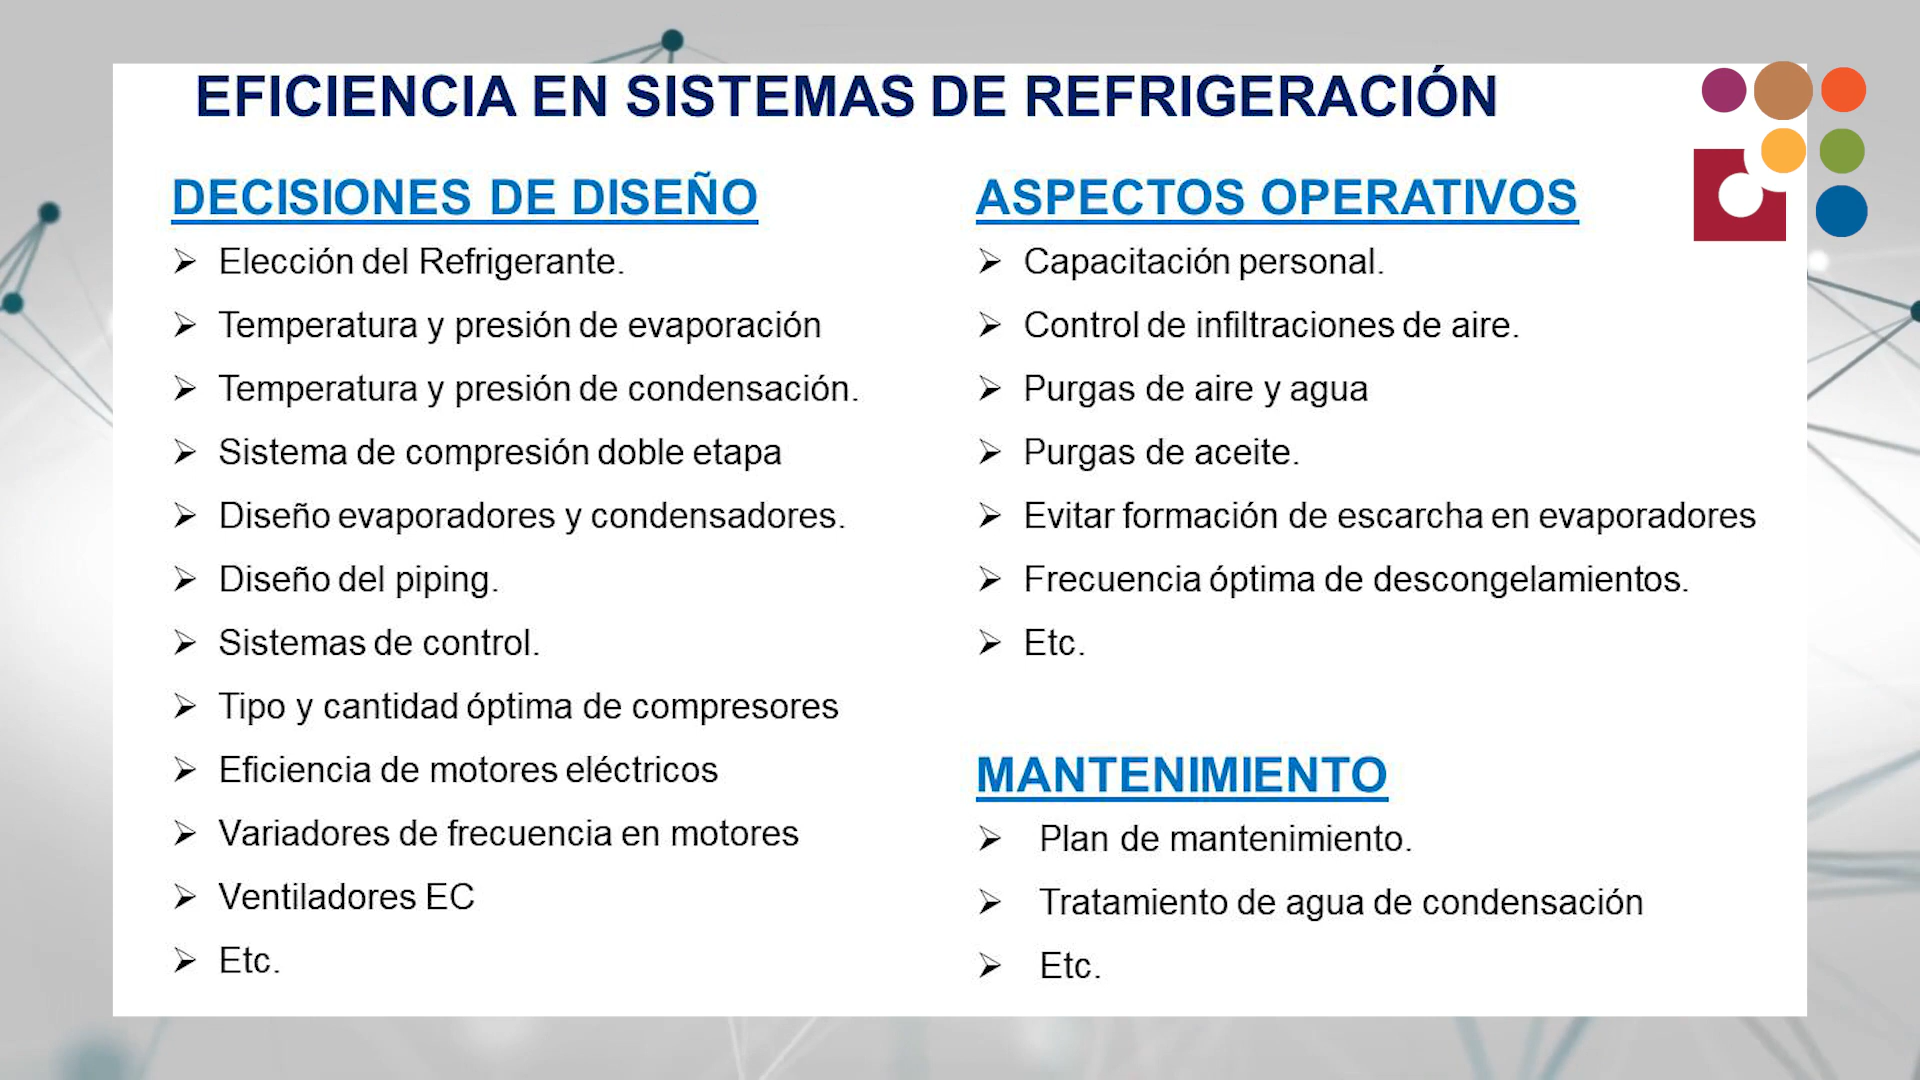 EFICIENCIA EN SISTEMAS DE REFRIGERACIÓN
DECISIONES DE DISEÑO
Elección del Refrigerante.
Temperatura y presión de evaporación
Temperatura y presión de condensación.
Sistema de compresión doble etapa
Diseño evaporadores y condensadores.
Diseño del piping.
Sistemas de control.
Tipo y cantidad óptima de compresores
Eficiencia de motores eléctricos
Variadores de frecuencia en motores
Ventiladores EC
Etc.
ASPECTOS OPERATIVOS
Capacitación personal.
Control de infiltraciones de aire.
Purgas de aire y agua
Purgas de aceite.
Evitar formación de escarcha en evaporadores
Frecuencia óptima de descongelamientos.
Etc.
MANTENIMIENTO
Plan de mantenimiento.
Tratamiento de agua de condensación
Etc.